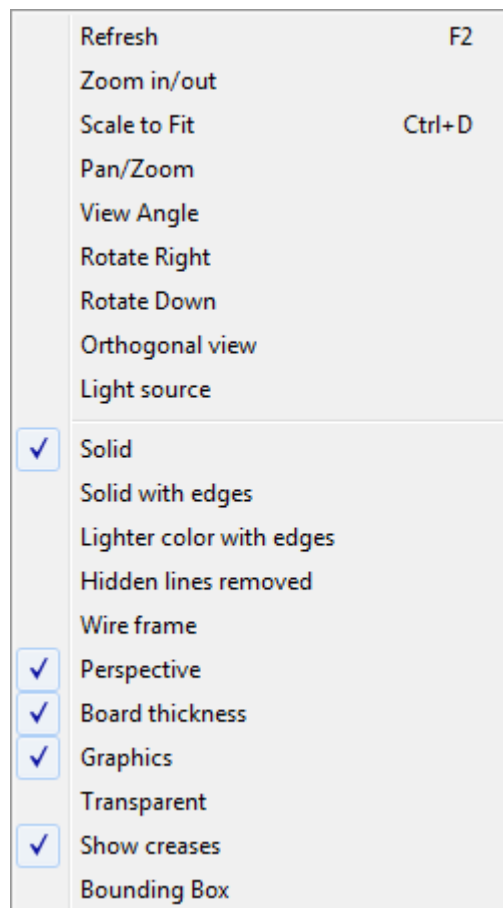 Refresh F2
Zoom in/out
Scale to Fit Ctrl+D
Pan/Zoom
View Angle
Rotate Right
Rotate Down
Orthogonal view
Light source
Solid
Solid with edges
Lighter color with edges
Hidden lines removed
Wire frame
Perspective
Board thickness
Graphics
Transparent
Show creases
Bounding Box